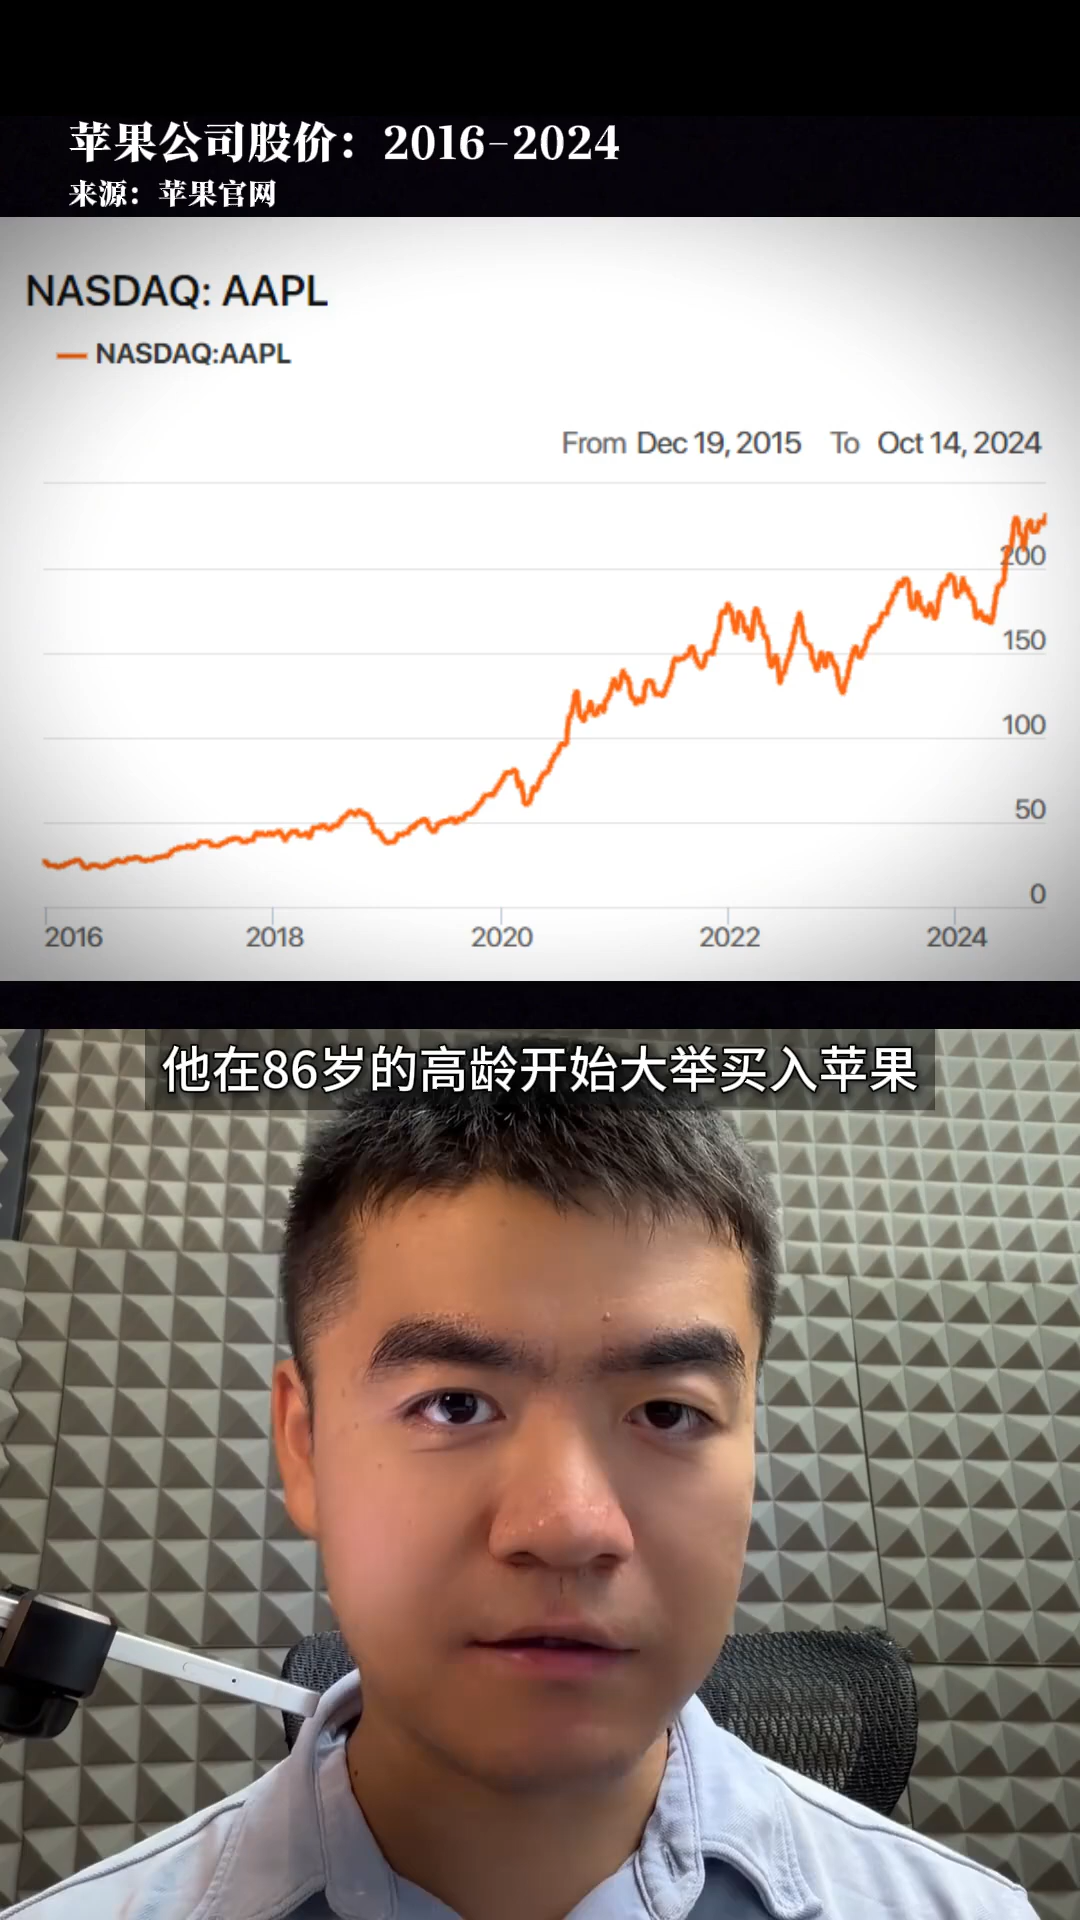 苹果公司股价：2016-2024
来源：苹果官网
NASDAQ: AAPL
NASDAQ:AAPL
From Dec 19, 2015 To Oct 14, 2024
200
150
100
50
0
2016 2018 2020 2022 2024
他在86岁的高龄开始大举买入苹果